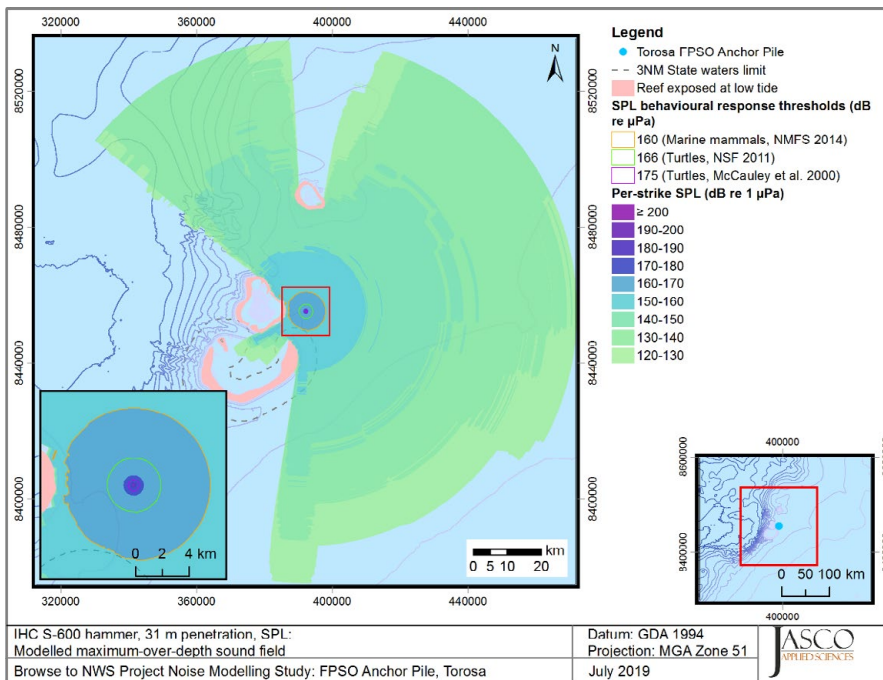 320000
360000
400000
440000
8520000
8480000
8440000
8400000
N
0 2 4 km
km
0 5 10 20
320000
360000
400000
440000
Legend
Torosa FPSO Anchor Pile
3NM State waters limit
Reef exposed at low tide
SPL behavioural response thresholds (dB
re µPa)
160 (Marine mammals, NMFS 2014)
166 (Turtles, NSF 2011)
175 (Turtles, McCauley et al. 2000)
Per-strike SPL (dB re 1 µPa)
≥ 200
190-200
180-190
170-180
160-170
150-160
140-150
130-140
120-130
400000
8600000
8400000
0 50 100 km
400000
IHC S-600 hammer, 31 m penetration, SPL:
Modelled maximum-over-depth sound field
Browse to NWS Project Noise Modelling Study: FPSO Anchor Pile, Torosa
Datum: GDA 1994
Projection: MGA Zone 51
July 2019
JASCO
APPLIED SCIENCES